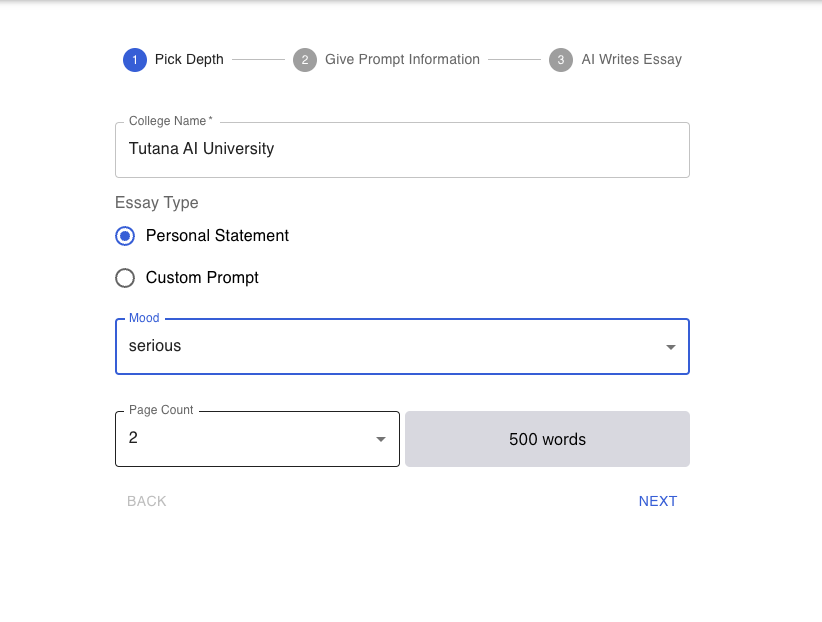 1 Pick Depth 2 Give Prompt Information 3 AI Writes Essay
College Name *
Tutana AI University
Essay Type
Personal Statement
Custom Prompt
Mood
serious
Page Count
2 500 words
BACK NEXT